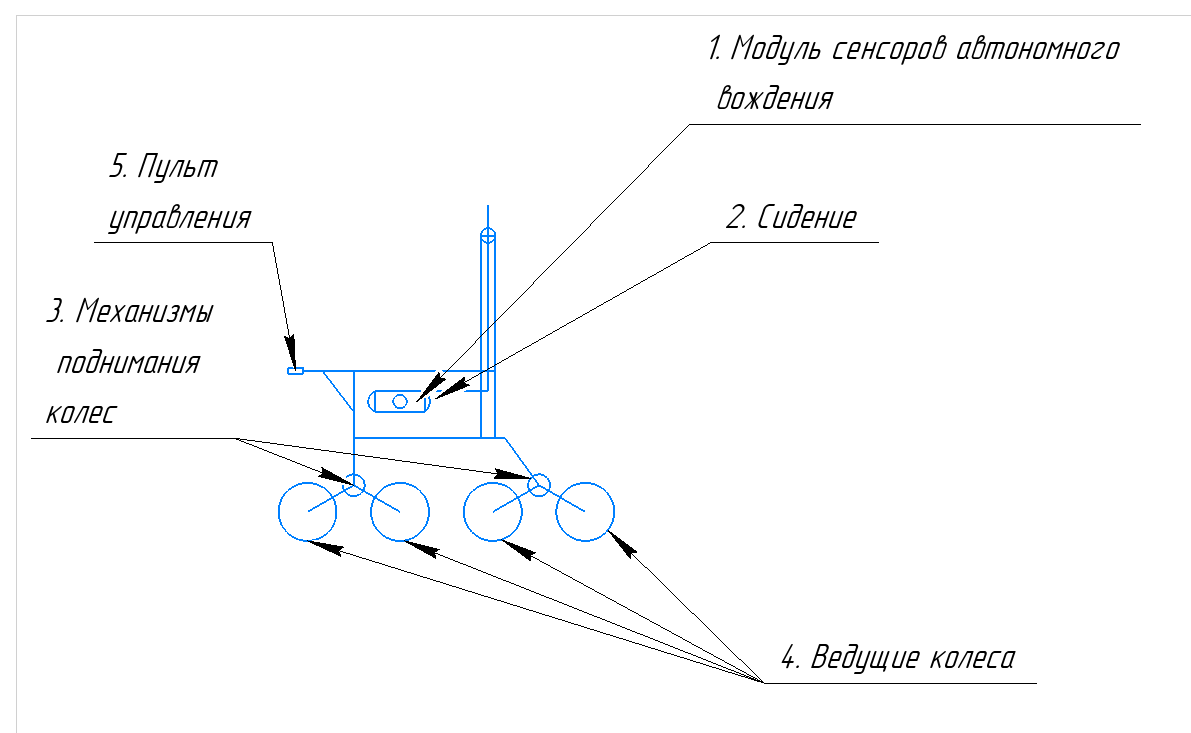 1. Модуль сенсоров автономного
вождения
5. Пульт
управления
2. Сидение
3. Механизмы
поднимания
колес
4. Ведущие колеса